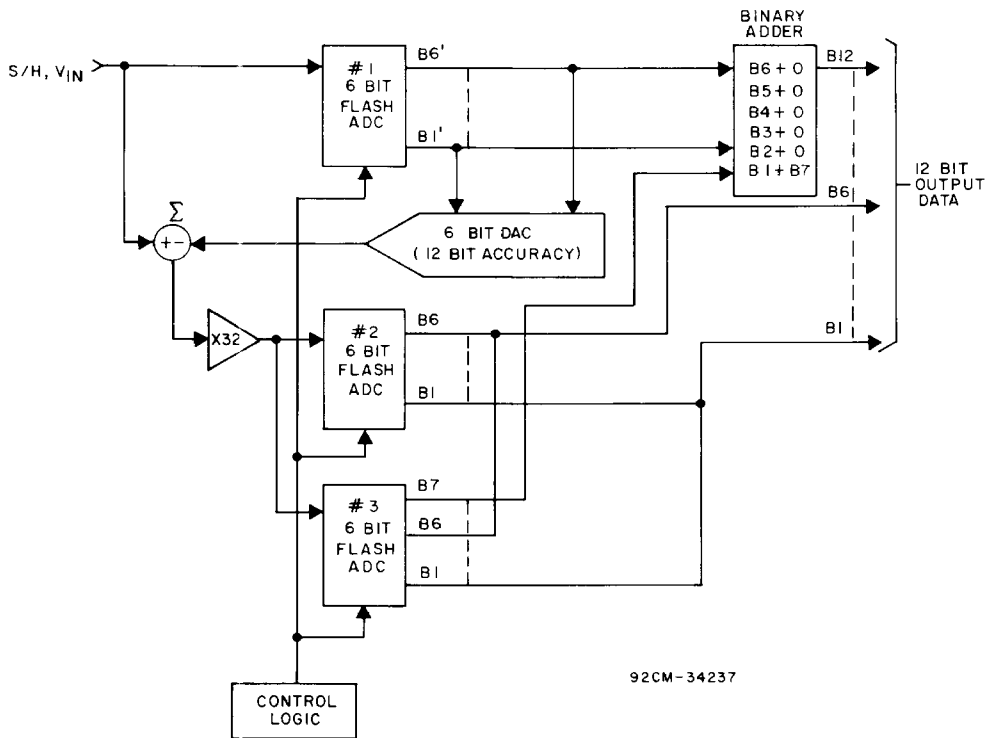 BINARY
ADDER
S/H, VIN
#1
6 BIT
FLASH
ADC
B6'
B1'
B6+0
B5+0
B4+0
B3+0
B2+0
B1+B7
B12
B6
B1
12 BIT
OUTPUT
DATA
Σ
+-
6 BIT DAC
(12 BIT ACCURACY)
X32
#2
6 BIT
FLASH
ADC
B6
B1
#3
6 BIT
FLASH
ADC
B7
B6
B1
CONTROL
LOGIC
92CM-34237